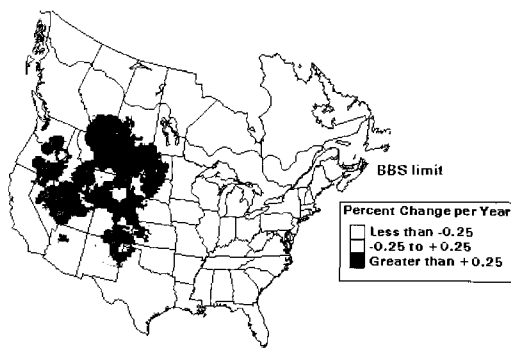 BBS limit
Percent Change per Year
Less than -0.25
-0.25 to +0.25
Greater than +0.25